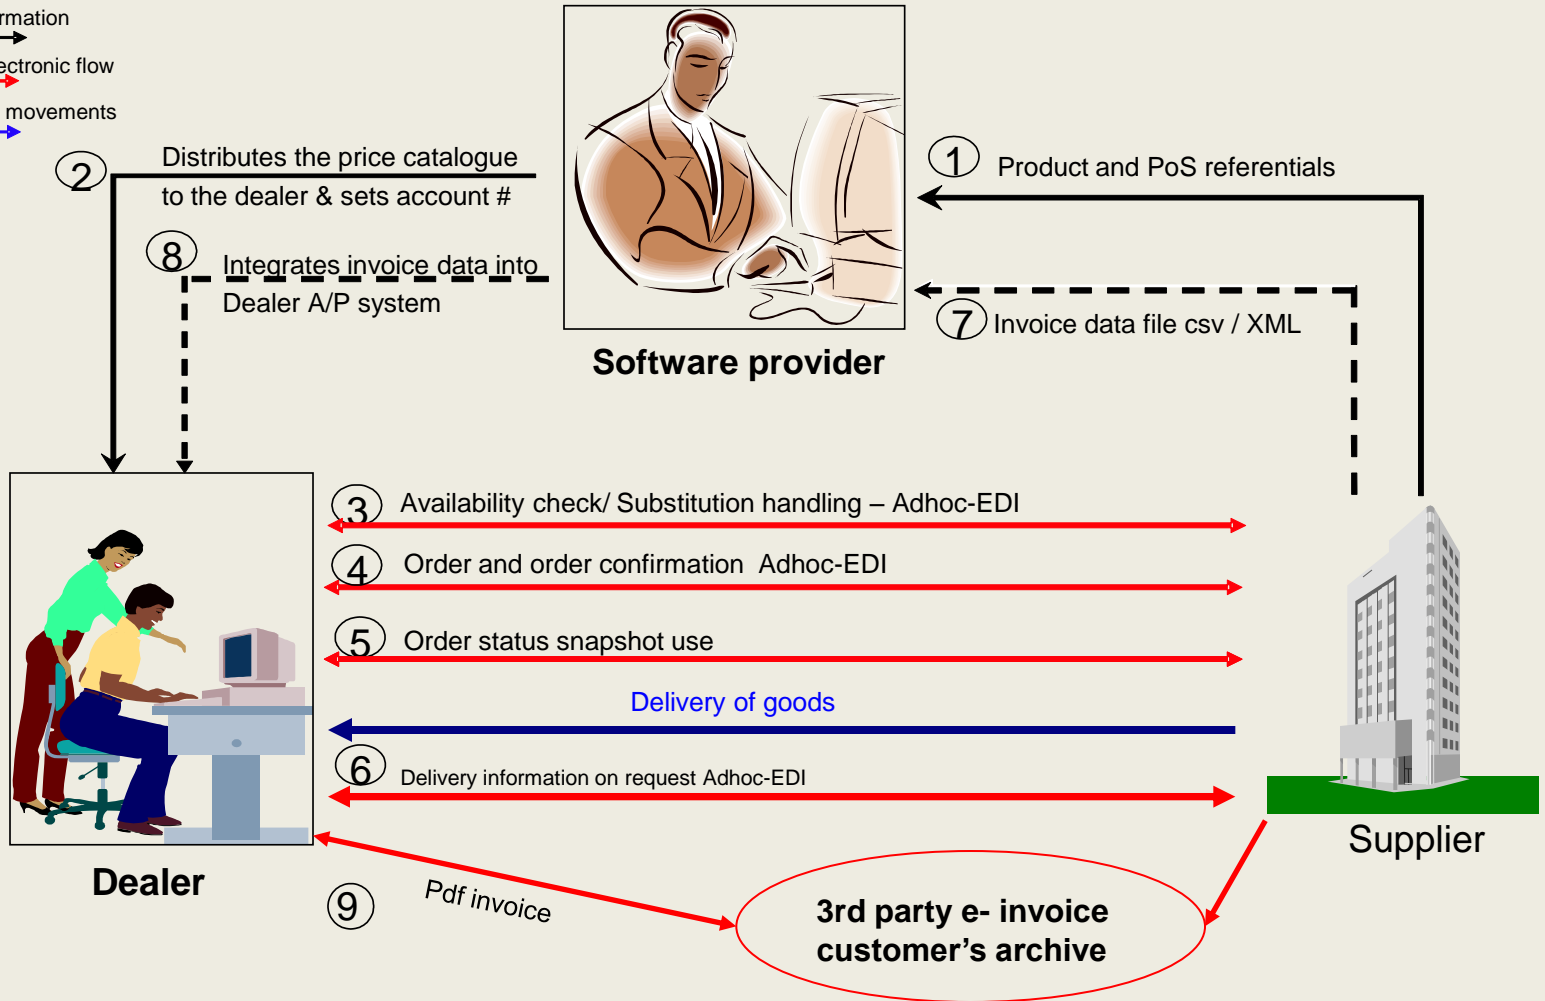 rmation
ectronic flow
movements
2
Distributes the price catalogue
to the dealer & sets account #
8
Integrates invoice data into
Dealer A/P system
Software provider
1
Product and PoS referentials
7
Invoice data file csv / XML
3
Availability check/ Substitution handling – Adhoc-EDI
4
Order and order confirmation  Adhoc-EDI
5
Order status snapshot use
Delivery of goods
6
Delivery information on request Adhoc-EDI
Dealer
Supplier
9
Pdf invoice
3rd party e- invoice
customer's archive